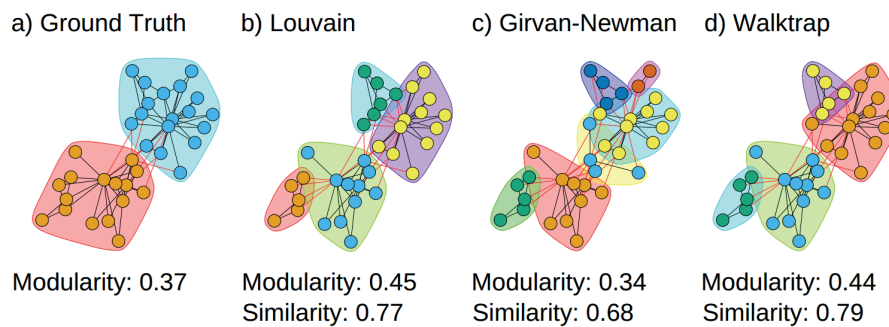 a) Ground Truth
b) Louvain
c) Girvan-Newman
d) Walktrap
Modularity: 0.37
Modularity: 0.45
Similarity: 0.77
Modularity: 0.34
Similarity: 0.68
Modularity: 0.44
Similarity: 0.79